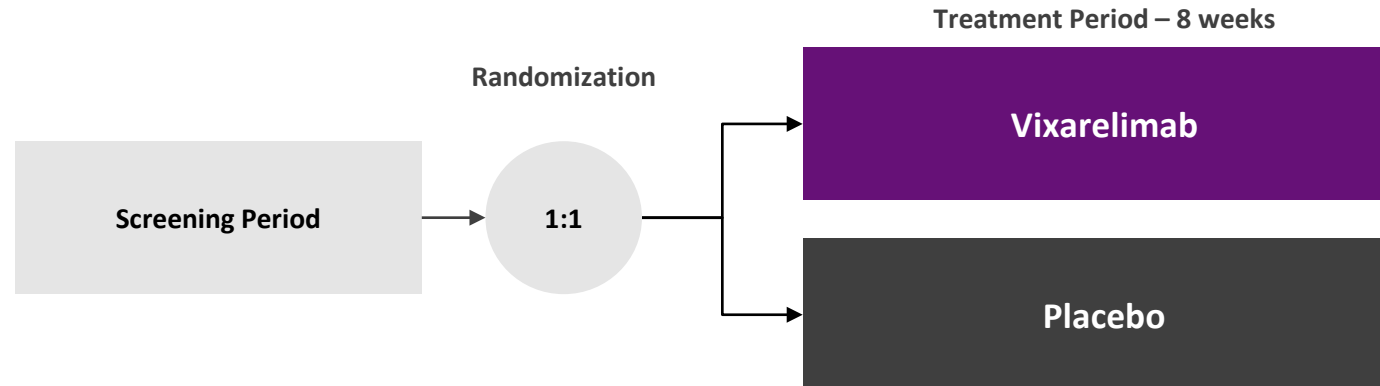 Treatment Period – 8 weeks
Randomization
Vixarelimab
Screening Period
1:1
Placebo